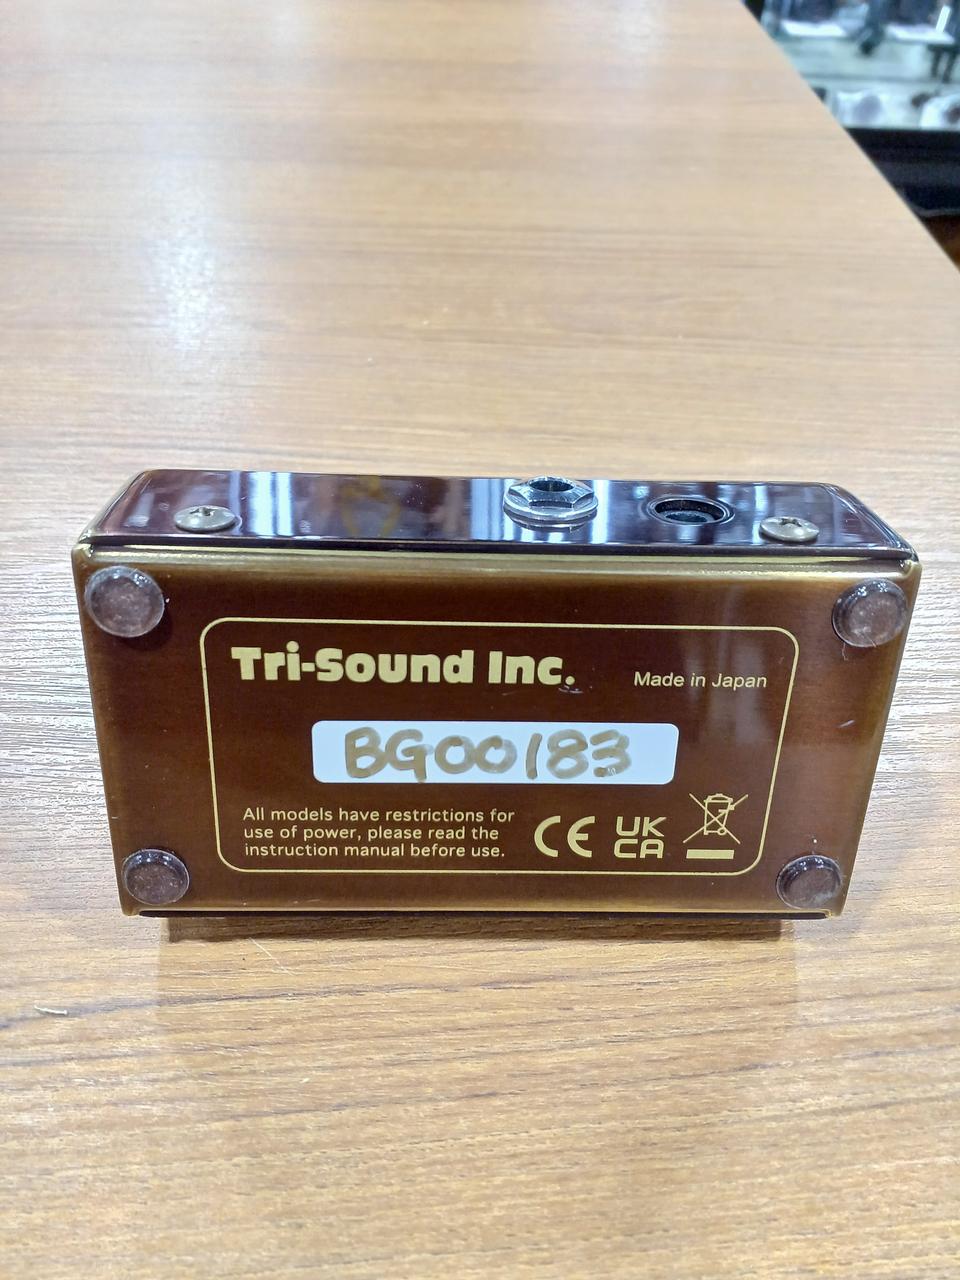 Tri-Sound Inc.
Made in Japan
BG00183
All models have restrictions for
use of power, please read the
instruction manual before use.
CE
UK
CA